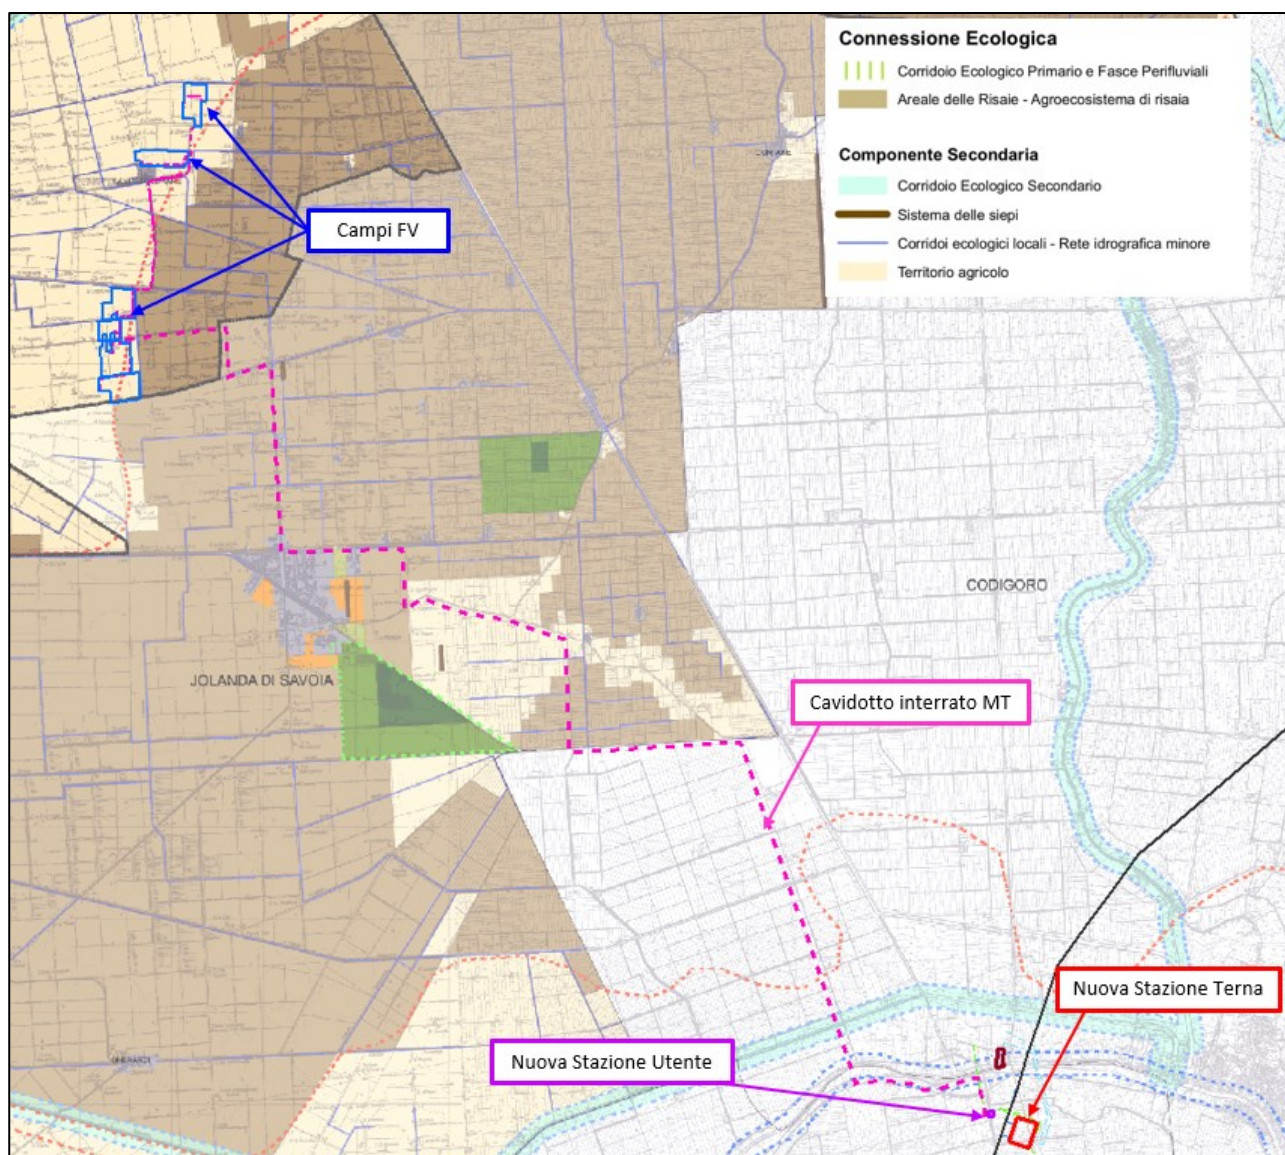 Connessione Ecologica
Corridoio Ecologico Primario e Fasce Perifluviali
Areale delle Risaie - Agroecosistema di risaia
Componente Secondaria
Corridoio Ecologico Secondario
Sistema delle siepi
Corridoi ecologici locali - Rete idrografica minore
Territorio agricolo
Campi FV
CODIGORO
JOLANDA DI SAVOIA
Cavidotto interrato MT
Nuova Stazione Terna
Nuova Stazione Utente